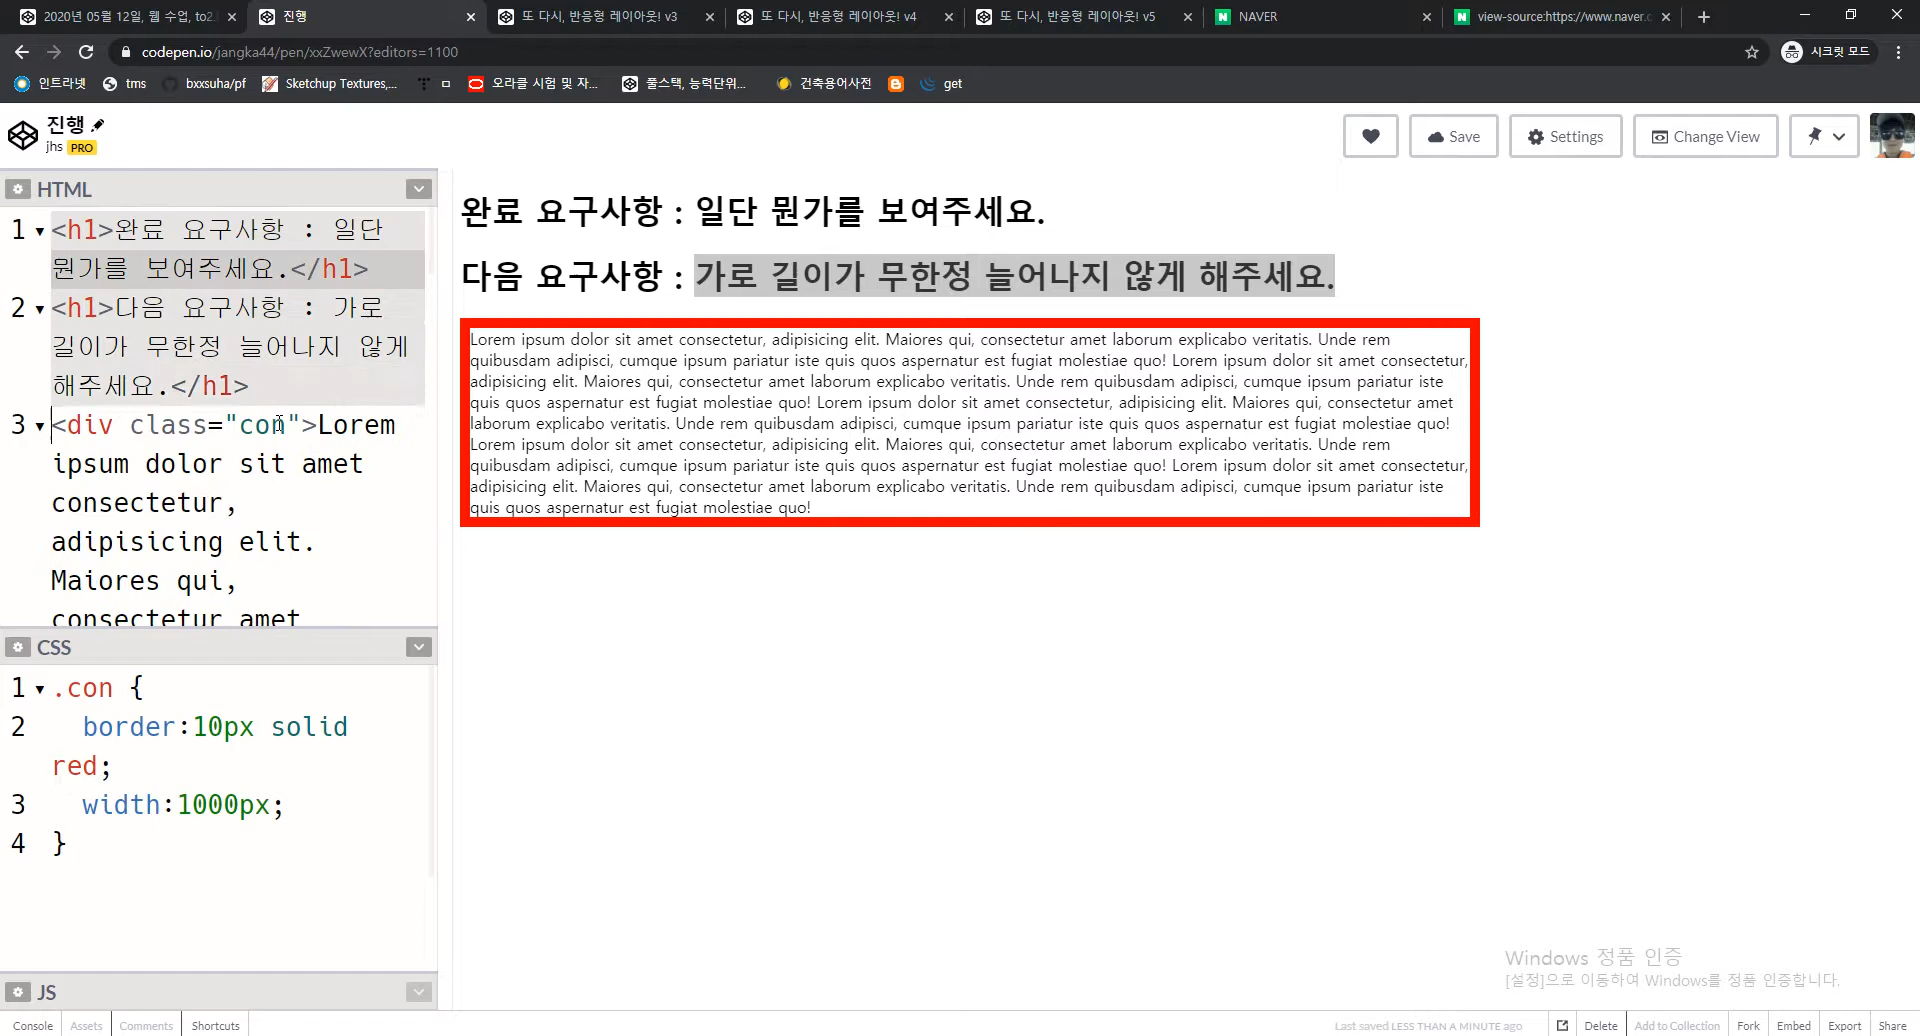 2020년 05월 12일, 웹 수업, to2.
진행
또 다시, 반응형 레이아웃! v3
또 다시, 반응형 레이아웃! v4
또 다시, 반응형 레이아웃! v5
NAVER
view-source:https://www.naver.c
codepen.io/jangka44/pen/xxZwewX?editors=1100
시크릿 모드
인트라넷
tms
bxxsuha/pf
Sketchup Textures,...
ㅁ
오라클 시험 및 자...
풀스택, 능력단위...
건축용어사전
get
진행
jhs PRO
Save
Settings
Change View
HTML
1 <h1>완료 요구사항 : 일단
뭔가를 보여주세요.</h1>
2 <h1>다음 요구사항 : 가로
길이가 무한정 늘어나지 않게
해주세요.</h1>
3 <div class="con">Lorem
ipsum dolor sit amet
consectetur,
adipisicing elit.
Maiores qui,
consectetur amet
CSS
1 .con {
2 border:10px solid
red;
3 width:1000px;
4 }
JS
완료 요구사항 : 일단 뭔가를 보여주세요.
다음 요구사항 : 가로 길이가 무한정 늘어나지 않게 해주세요.
Lorem ipsum dolor sit amet consectetur, adipisicing elit. Maiores qui, consectetur amet laborum explicabo veritatis. Unde rem
quibusdam adipisci, cumque ipsum pariatur iste quis quos aspernatur est fugiat molestiae quo! Lorem ipsum dolor sit amet consectetur,
adipisicing elit. Maiores qui, consectetur amet laborum explicabo veritatis. Unde rem quibusdam adipisci, cumque ipsum pariatur iste
quis quos aspernatur est fugiat molestiae quo! Lorem ipsum dolor sit amet consectetur, adipisicing elit. Maiores qui, consectetur amet
laborum explicabo veritatis. Unde rem quibusdam adipisci, cumque ipsum pariatur iste quis quos aspernatur est fugiat molestiae quo!
Lorem ipsum dolor sit amet consectetur, adipisicing elit. Maiores qui, consectetur amet laborum explicabo veritatis. Unde rem
quibusdam adipisci, cumque ipsum pariatur iste quis quos aspernatur est fugiat molestiae quo! Lorem ipsum dolor sit amet consectetur,
adipisicing elit. Maiores qui, consectetur amet laborum explicabo veritatis. Unde rem quibusdam adipisci, cumque ipsum pariatur iste
quis quos aspernatur est fugiat molestiae quo!
Windows 정품 인증
[설정]으로 이동하여 Windows를 정품 인증합니다.
Console
Assets
Comments
Shortcuts
Last saved LESS THAN A MINUTE ago
Delete
Add to Collection
Fork
Embed
Export
Share